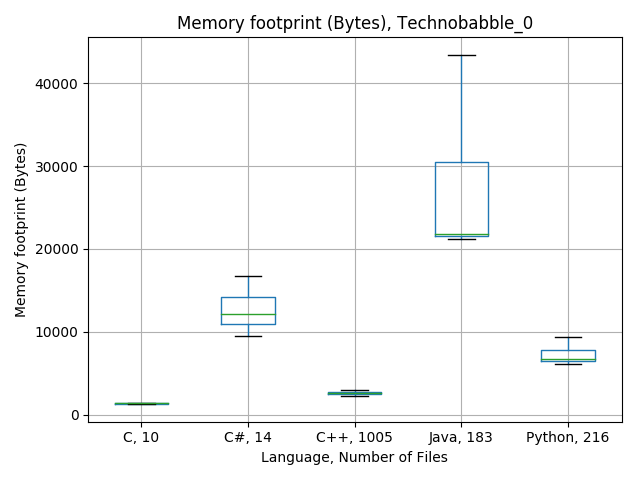 Memory footprint (Bytes), Technobabble_0
Memory footprint (Bytes)
40000
30000
20000
10000
0
C, 10
C#, 14
C++, 1005
Java, 183
Python, 216
Language, Number of Files